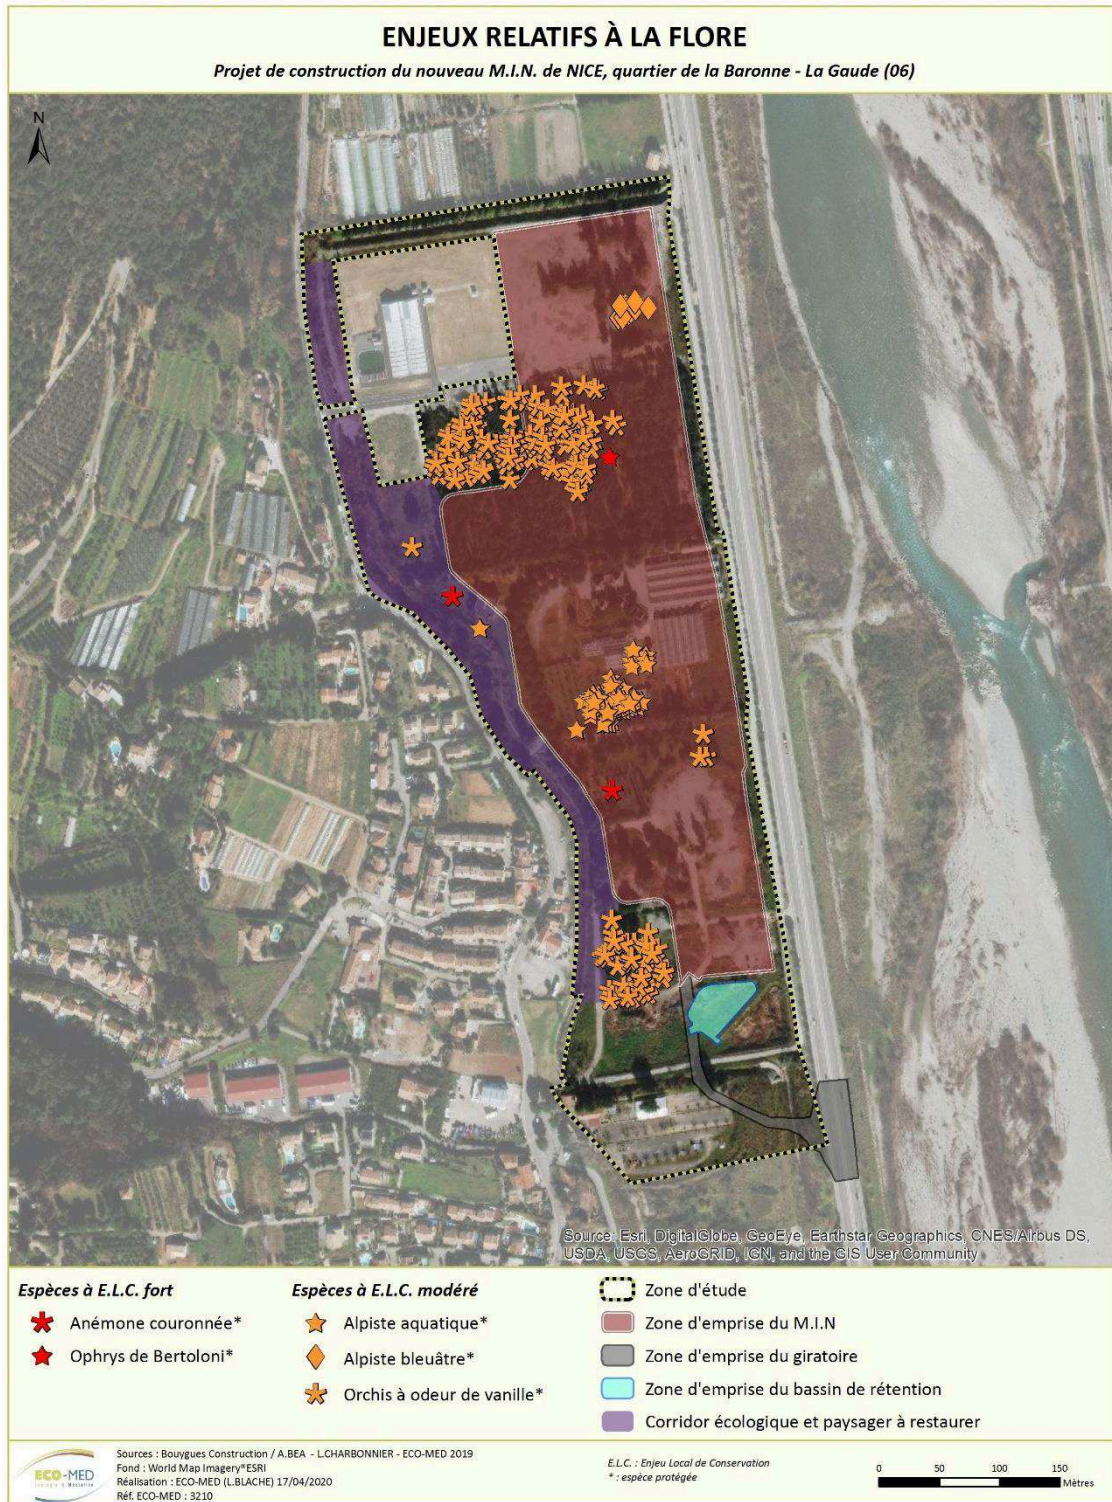 ENJEUX RELATIFS À LA FLORE
Projet de construction du nouveau M.I.N. de NICE, quartier de la Baronne - La Gaude (06)
N
Source: Esri, DigitalGlobe, GeoEye, Earthstar Geographics, CNES/Airbus DS,
USDA, USGS, AeroGRID, IGN, and the GIS User Community
Espèces à E.L.C. fort
Anémone couronnée*
Ophrys de Bertoloni*
Espèces à E.L.C. modéré
Alpiste aquatique*
Alpiste bleuâtre*
Orchis à odeur de vanille*
Zone d'étude
Zone d'emprise du M.I.N
Zone d'emprise du giratoire
Zone d'emprise du bassin de rétention
Corridor écologique et paysager à restaurer
ECO-MED
Ecologie & Médiation
Sources : Bouygues Construction / A.BEA - L.CHARBONNIER - ECO-MED 2019
Fond : World Map Imagery*ESRI
Réalisation : ECO-MED (L.BLACHE) 17/04/2020
Réf. ECO-MED : 3210
E.L.C. : Enjeu Local de Conservation
* : espèce protégée
0 50 100 150
Mètres